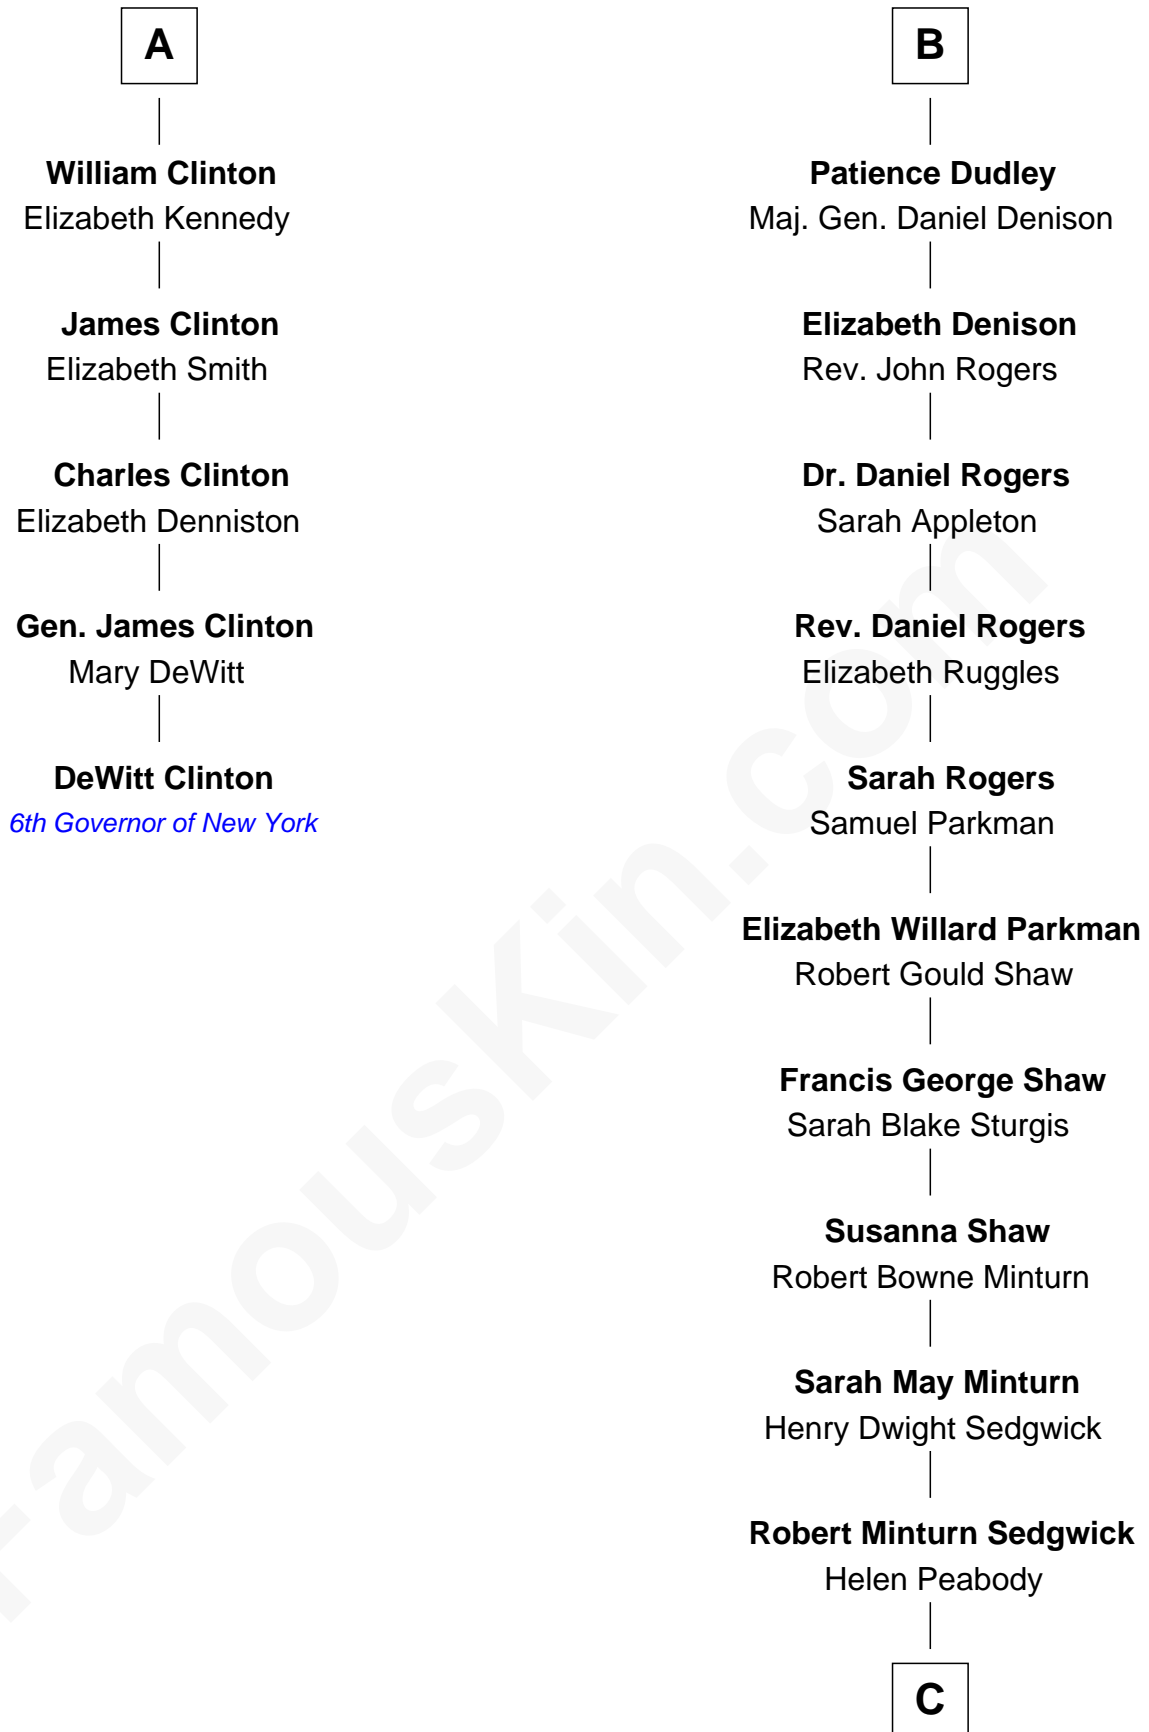 A
William Clinton
Elizabeth Kennedy
James Clinton
Elizabeth Smith
Charles Clinton
Elizabeth Denniston
Gen. James Clinton
Mary DeWitt
DeWitt Clinton
6th Governor of New York
B
Patience Dudley
Maj. Gen. Daniel Denison
Elizabeth Denison
Rev. John Rogers
Dr. Daniel Rogers
Sarah Appleton
Rev. Daniel Rogers
Elizabeth Ruggles
Sarah Rogers
Samuel Parkman
Elizabeth Willard Parkman
Robert Gould Shaw
Francis George Shaw
Sarah Blake Sturgis
Susanna Shaw
Robert Bowne Minturn
Sarah May Minturn
Henry Dwight Sedgwick
Robert Minturn Sedgwick
Helen Peabody
C
FamousKin.com